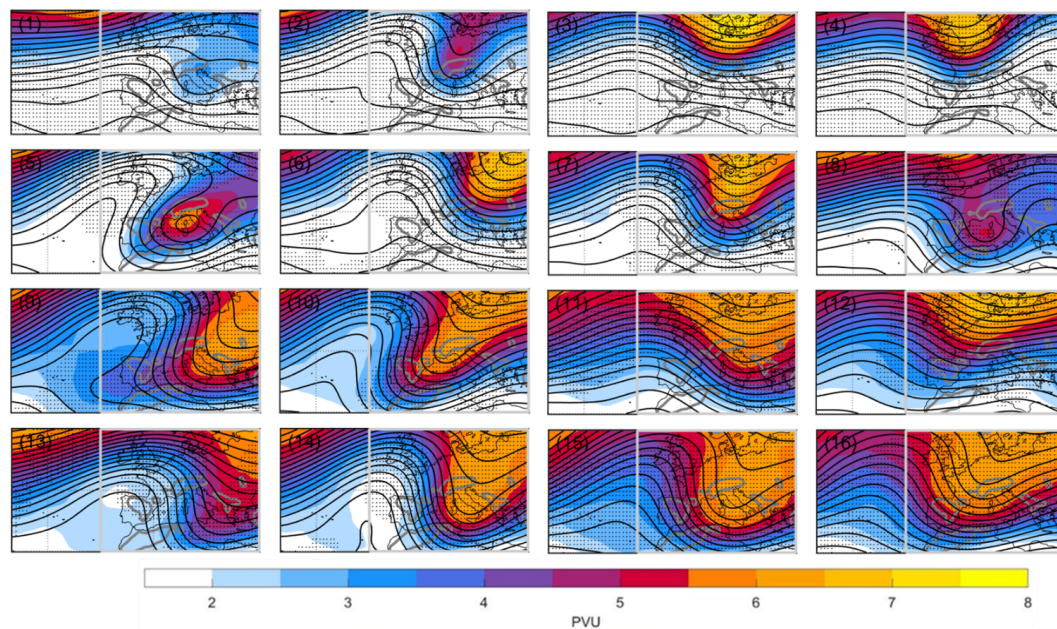 (1) (2) (3) (4)
(5) (6) (7) (8)
(9) (10) (11) (12)
(13) (14) (15) (16)
2 3 4 5 6 7 8
PVU